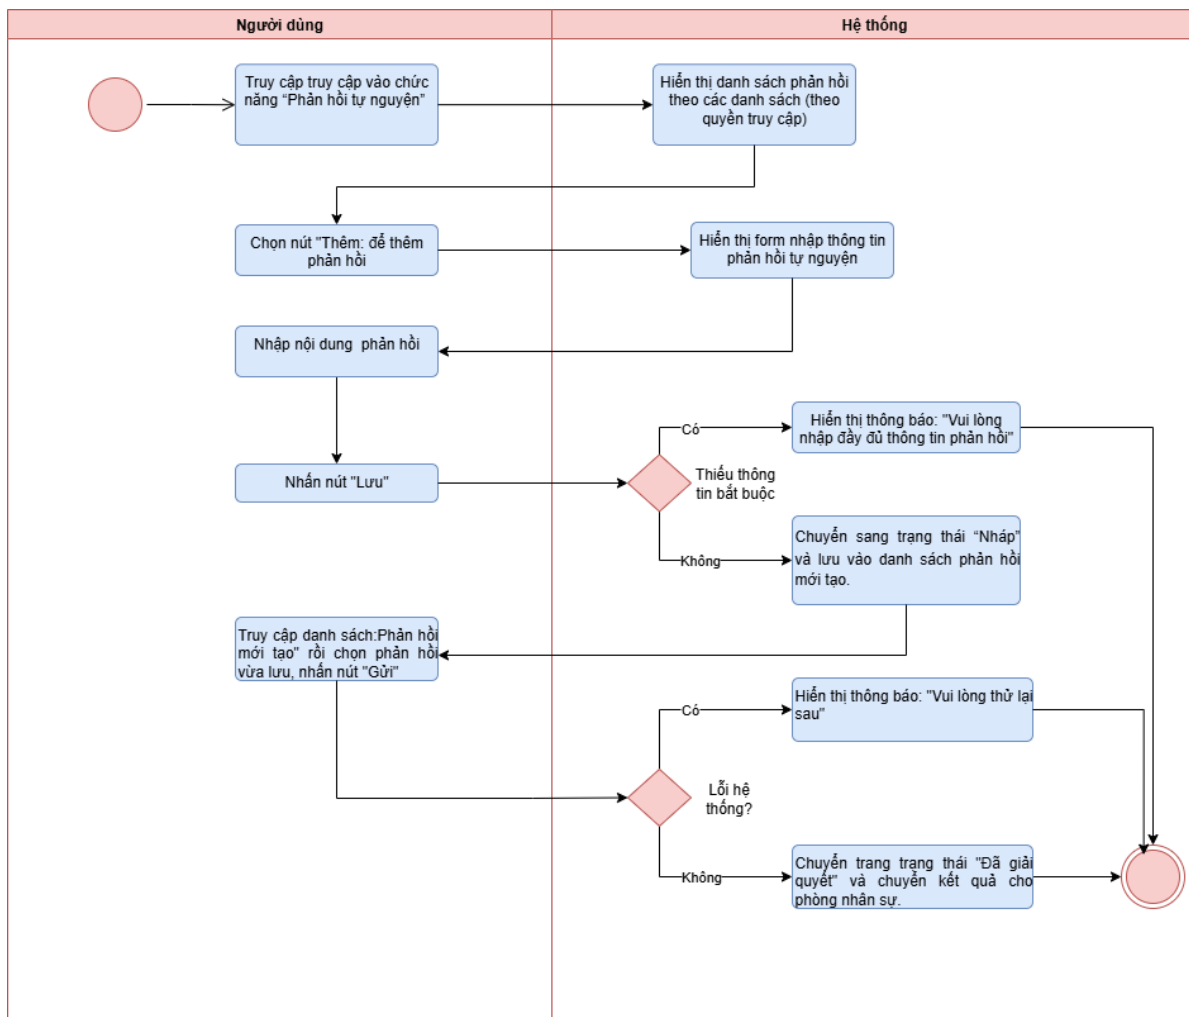 Người dùng
Hệ thống
Truy cập truy cập vào chức
năng “Phản hồi tự nguyện”
Hiển thị danh sách phản hồi
theo các danh sách (theo
quyền truy cập)
Chọn nút "Thêm: để thêm
phản hồi
Hiển thị form nhập thông tin
phản hồi tự nguyện
Nhập nội dung phản hồi
Nhấn nút "Lưu"
Thiếu thông
tin bắt buộc
Có
Hiển thị thông báo: "Vui lòng
nhập đầy đủ thông tin phản hồi"
Không
Chuyển sang trạng thái “Nháp”
và lưu vào danh sách phản hồi
mới tạo.
Truy cập danh sách:Phản hồi
mới tạo" rồi chọn phản hồi
vừa lưu, nhấn nút "Gửi"
Lỗi hệ
thống?
Có
Hiển thị thông báo: "Vui lòng thử lại
sau"
Không
Chuyển trang trạng thái "Đã giải
quyết" và chuyển kết quả cho
phòng nhân sự.